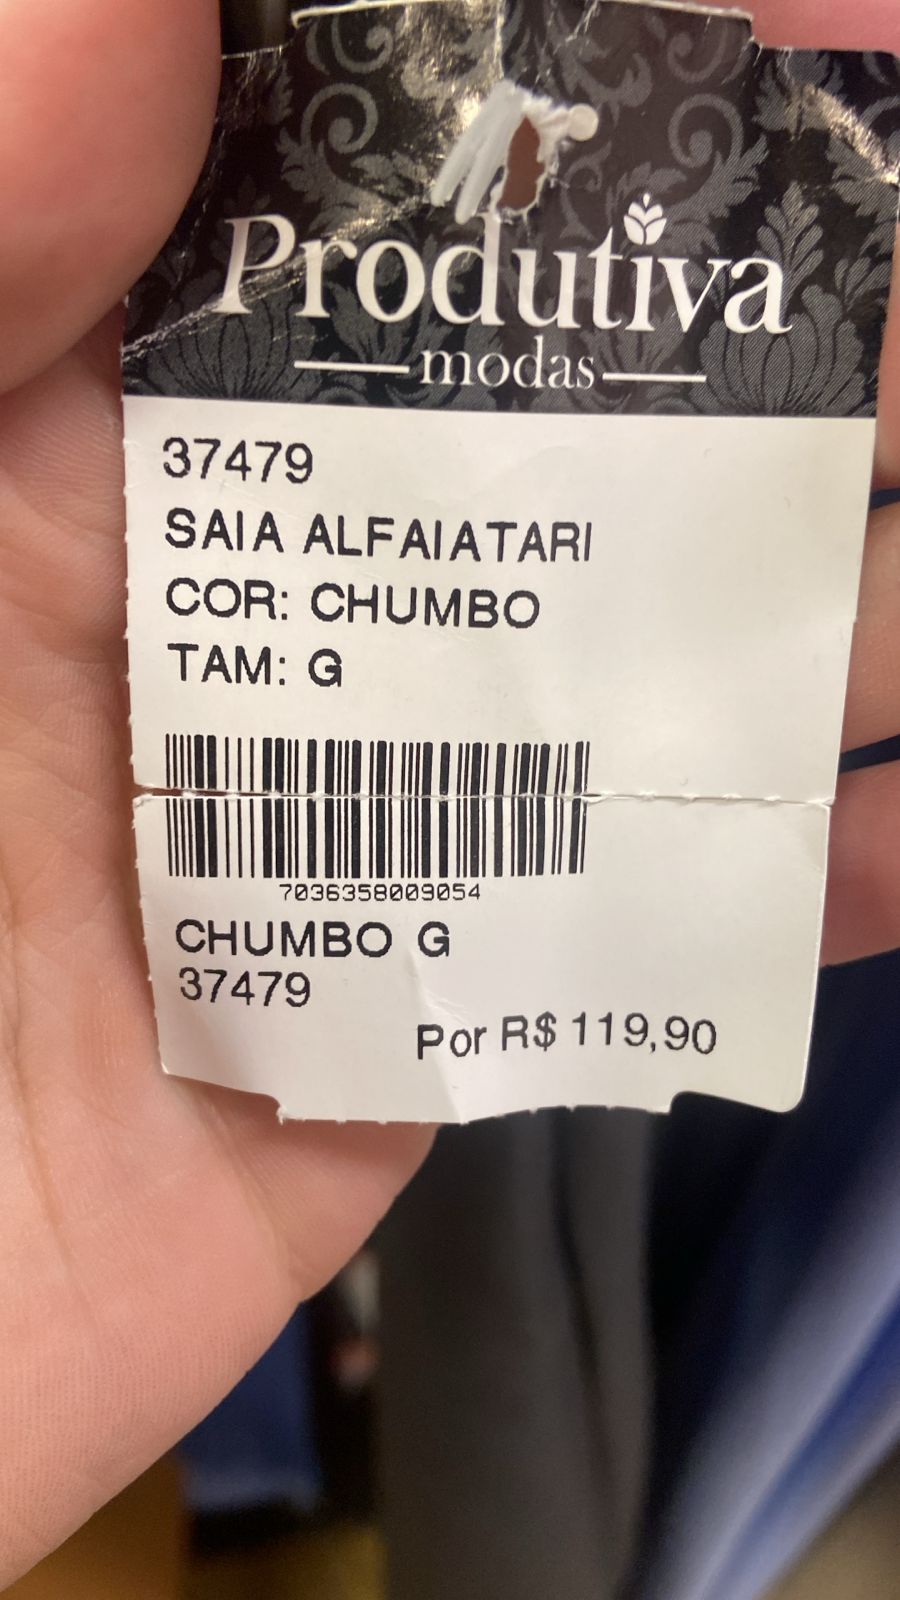 Produtiva
modas
37479
SAIA ALFAIATARI
COR: CHUMBO
TAM: G
7036358009054
CHUMBO G
37479
Por R$ 119,90